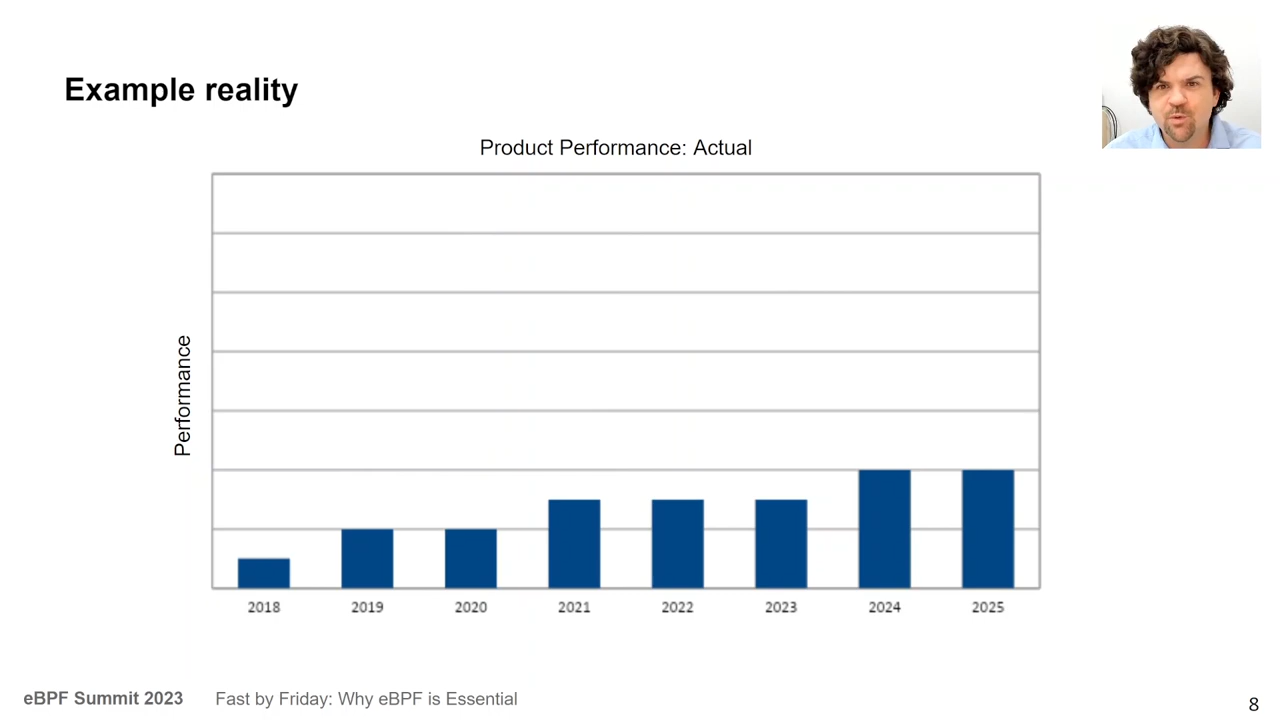 Example reality
Product Performance: Actual
Performance
2018 2019 2020 2021 2022 2023 2024 2025
eBPF Summit 2023 Fast by Friday: Why eBPF is Essential
8